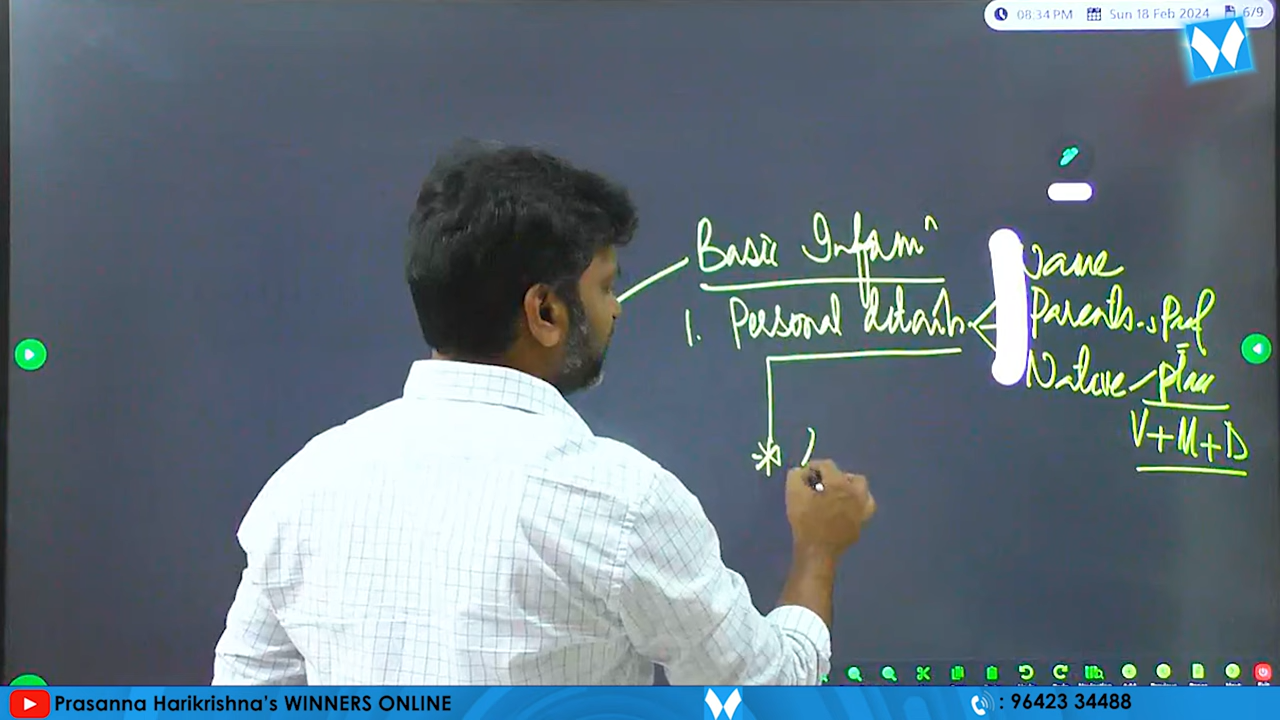 08:34 PM Sun 18 Feb 2024 6/9
Basic Informⁿ
1. Personal details
Name
Parents → Prof
Native place
V+M+D
Prasanna Harikrishna's WINNERS ONLINE
: 96423 34488